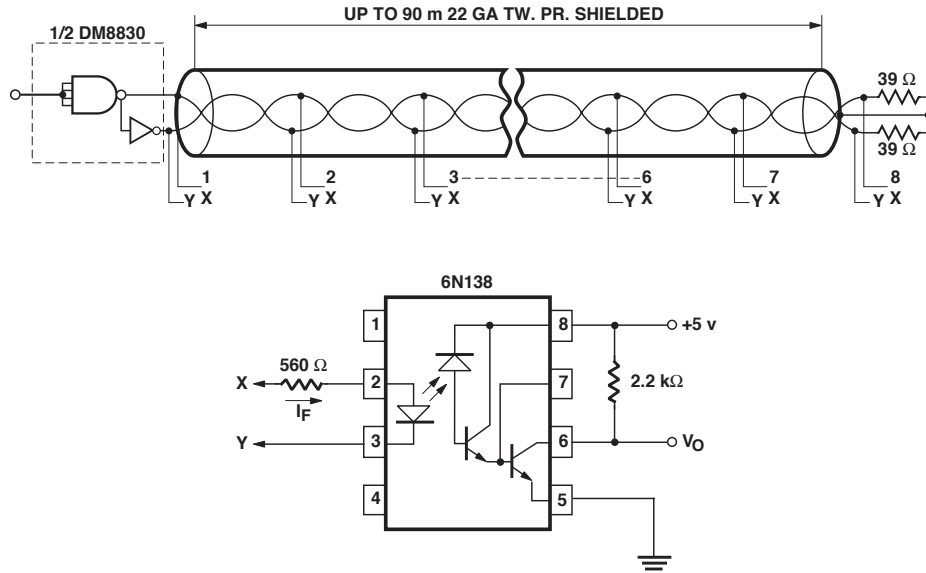 UP TO 90 m 22 GA TW. PR. SHIELDED
1/2 DM8830
39 Ω
39 Ω
1 2 3 6 7 8
Y X Y X Y X Y X Y X Y X
6N138
1 8 +5 v
560 Ω
X 2 7 2.2 kΩ
IF
Y 3 6 VO
4 5